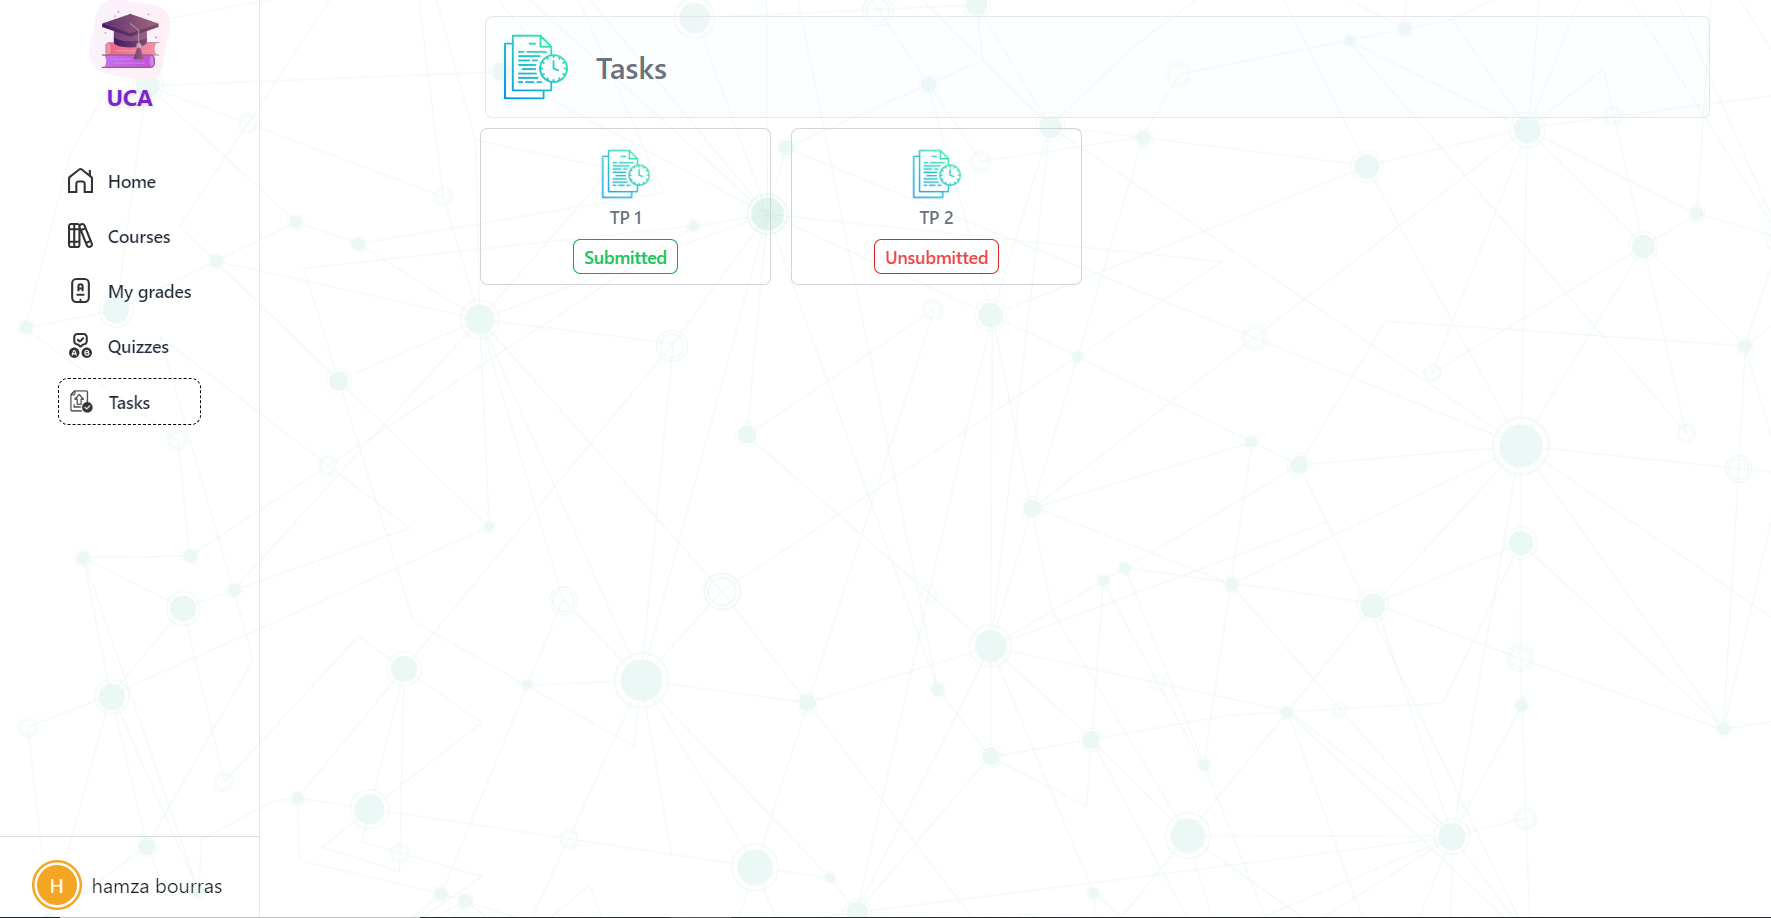 UCA
Home
Courses
My grades
Quizzes
Tasks
H
hamza bourras
Tasks
TP 1
Submitted
TP 2
Unsubmitted